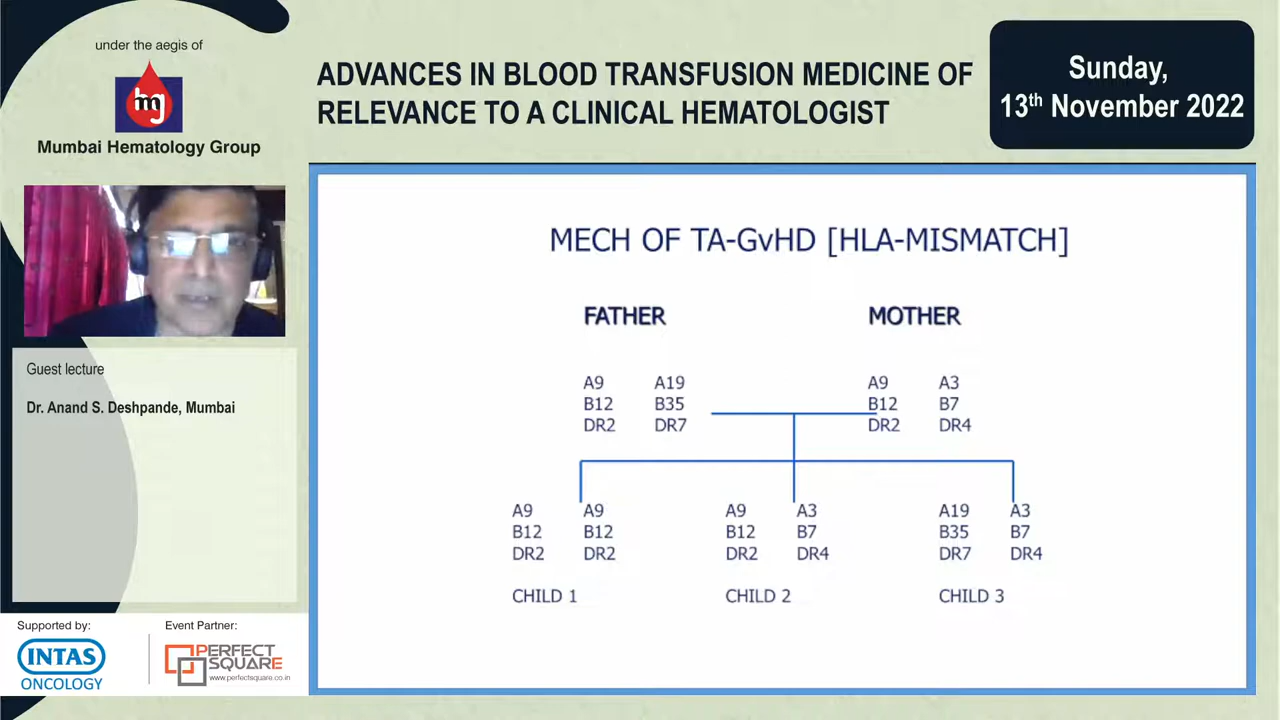 under the aegis of
hg
Mumbai Hematology Group
ADVANCES IN BLOOD TRANSFUSION MEDICINE OF
RELEVANCE TO A CLINICAL HEMATOLOGIST
Sunday,
13th November 2022
Guest lecture
Dr. Anand S. Deshpande, Mumbai
MECH OF TA-GvHD [HLA-MISMATCH]
FATHER MOTHER
A9 A19 A9 A3
B12 B35 B12 B7
DR2 DR7 DR2 DR4
A9 A9 A9 A3 A19 A3
B12 B12 B12 B7 B35 B7
DR2 DR2 DR2 DR4 DR7 DR4
CHILD 1 CHILD 2 CHILD 3
Supported by: Event Partner:
INTAS
ONCOLOGY
PERFECT
SQUARE
www.perfectsquare.co.in